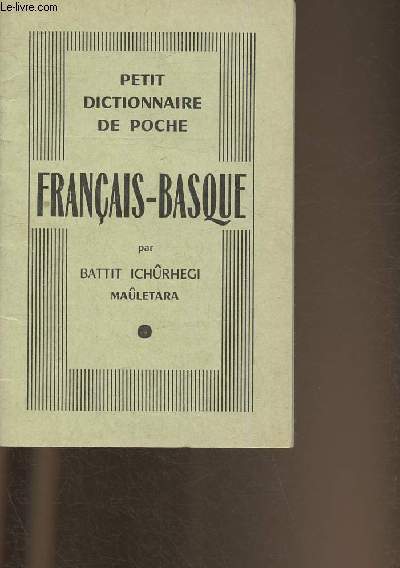 Le-livre.com
PETIT
DICTIONNAIRE
DE POCHE
FRANÇAIS-BASQUE
par
BATTIT ICHÛRHEGI
MAÛLETARA